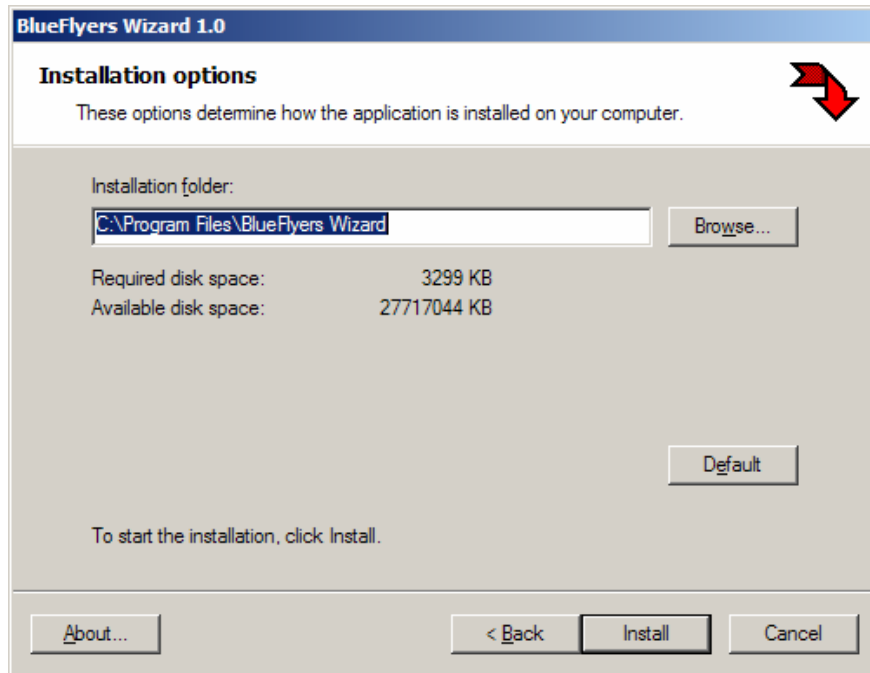 BlueFlyers Wizard 1.0
Installation options
These options determine how the application is installed on your computer.
Installation folder:
C:\Program Files\BlueFlyers Wizard
Browse...
Required disk space: 3299 KB
Available disk space: 27717044 KB
Default
To start the installation, click Install.
About... < Back Install Cancel